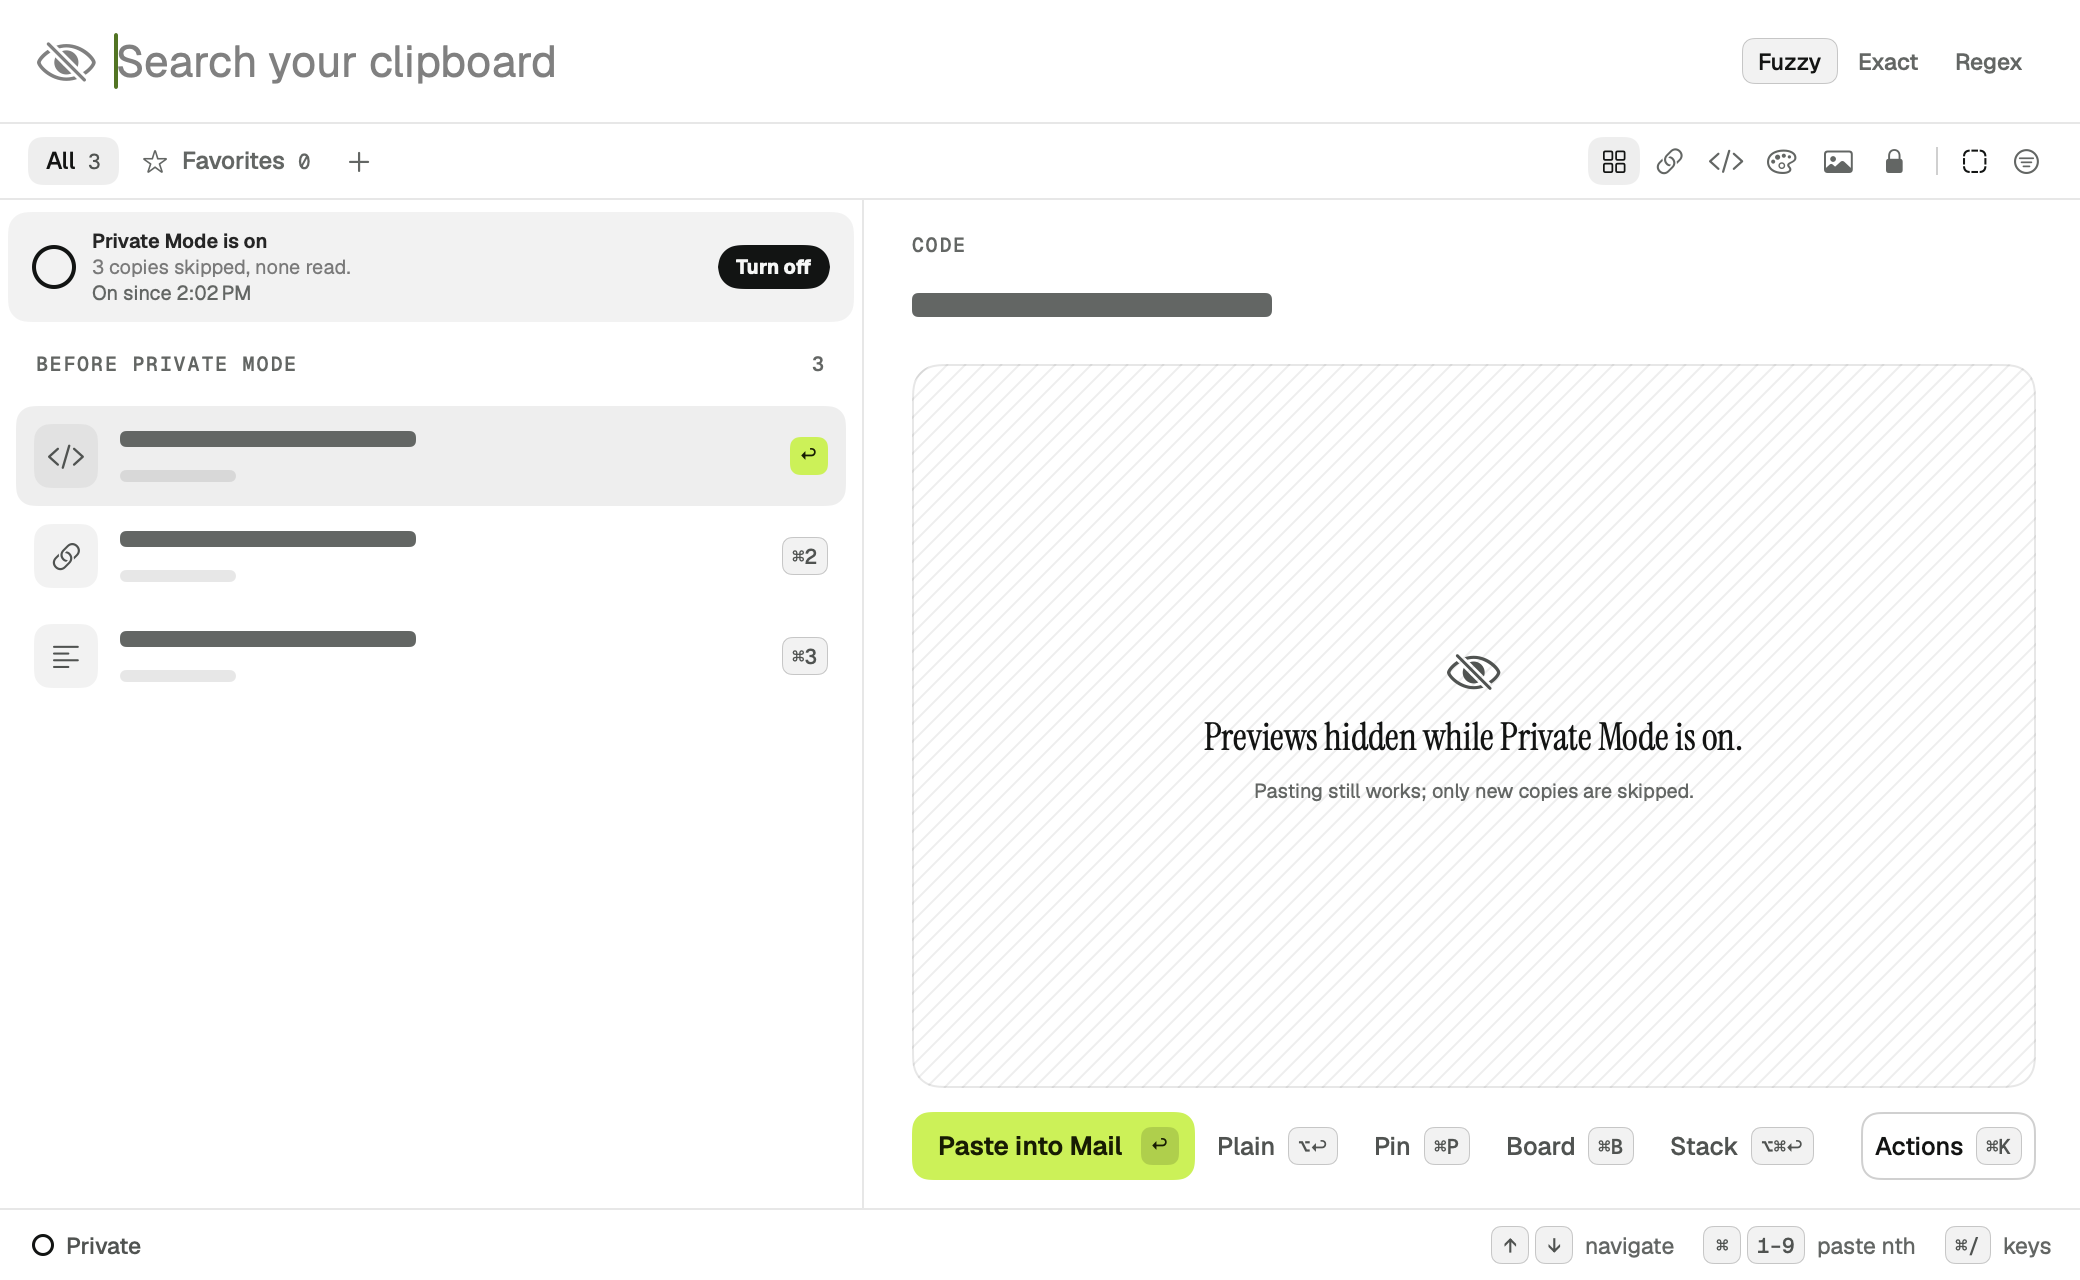 Search your clipboard
Fuzzy Exact Regex
All 3 Favorites 0
Private Mode is on
3 copies skipped, none read.
On since 2:02 PM
Turn off
BEFORE PRIVATE MODE 3
⌘2
⌘3
CODE
Previews hidden while Private Mode is on.
Pasting still works; only new copies are skipped.
Paste into Mail ↩ Plain ⌥↩ Pin ⌘P Board ⌘B Stack ⌥⌘↩ Actions ⌘K
Private ↑ ↓ navigate ⌘ 1–9 paste nth ⌘/ keys